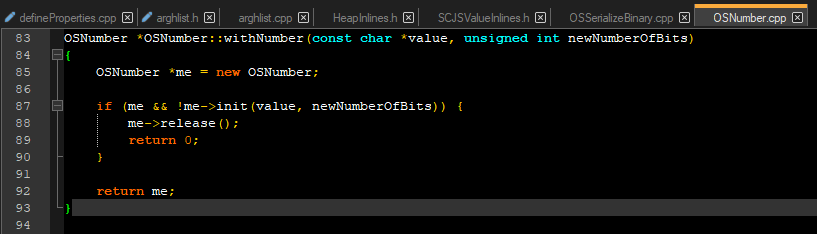 defineProperties.cpp arghlist.h arghlist.cpp HeapInlines.h SCJSValueInlines.h OSSerializeBinary.cpp OSNumber.cpp
83 OSNumber *OSNumber::withNumber(const char *value, unsigned int newNumberOfBits)
84 {
85     OSNumber *me = new OSNumber;
86
87     if (me && !me->init(value, newNumberOfBits)) {
88         me->release();
89         return 0;
90     }
91
92     return me;
93 }
94